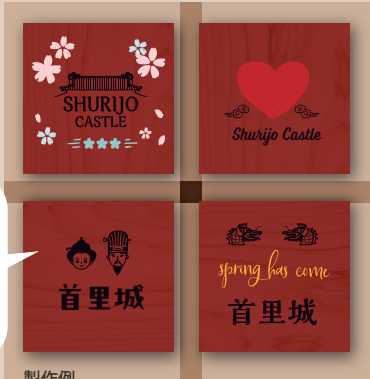 SHURIJO
CASTLE
Shurijo Castle
首里城
spring has come
首里城
製作例